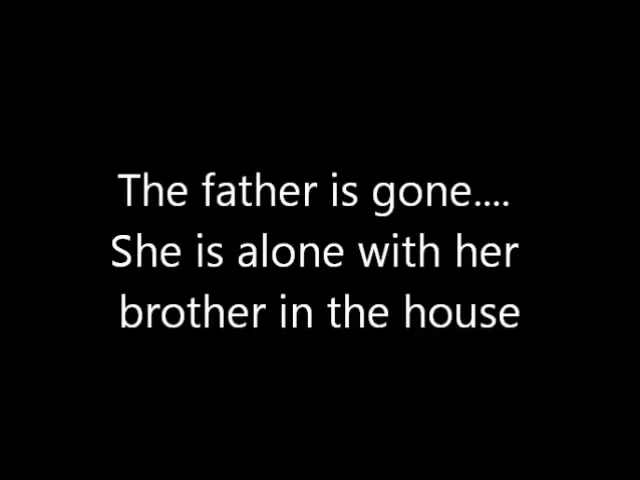 The father is gone....
She is alone with her
brother in the house